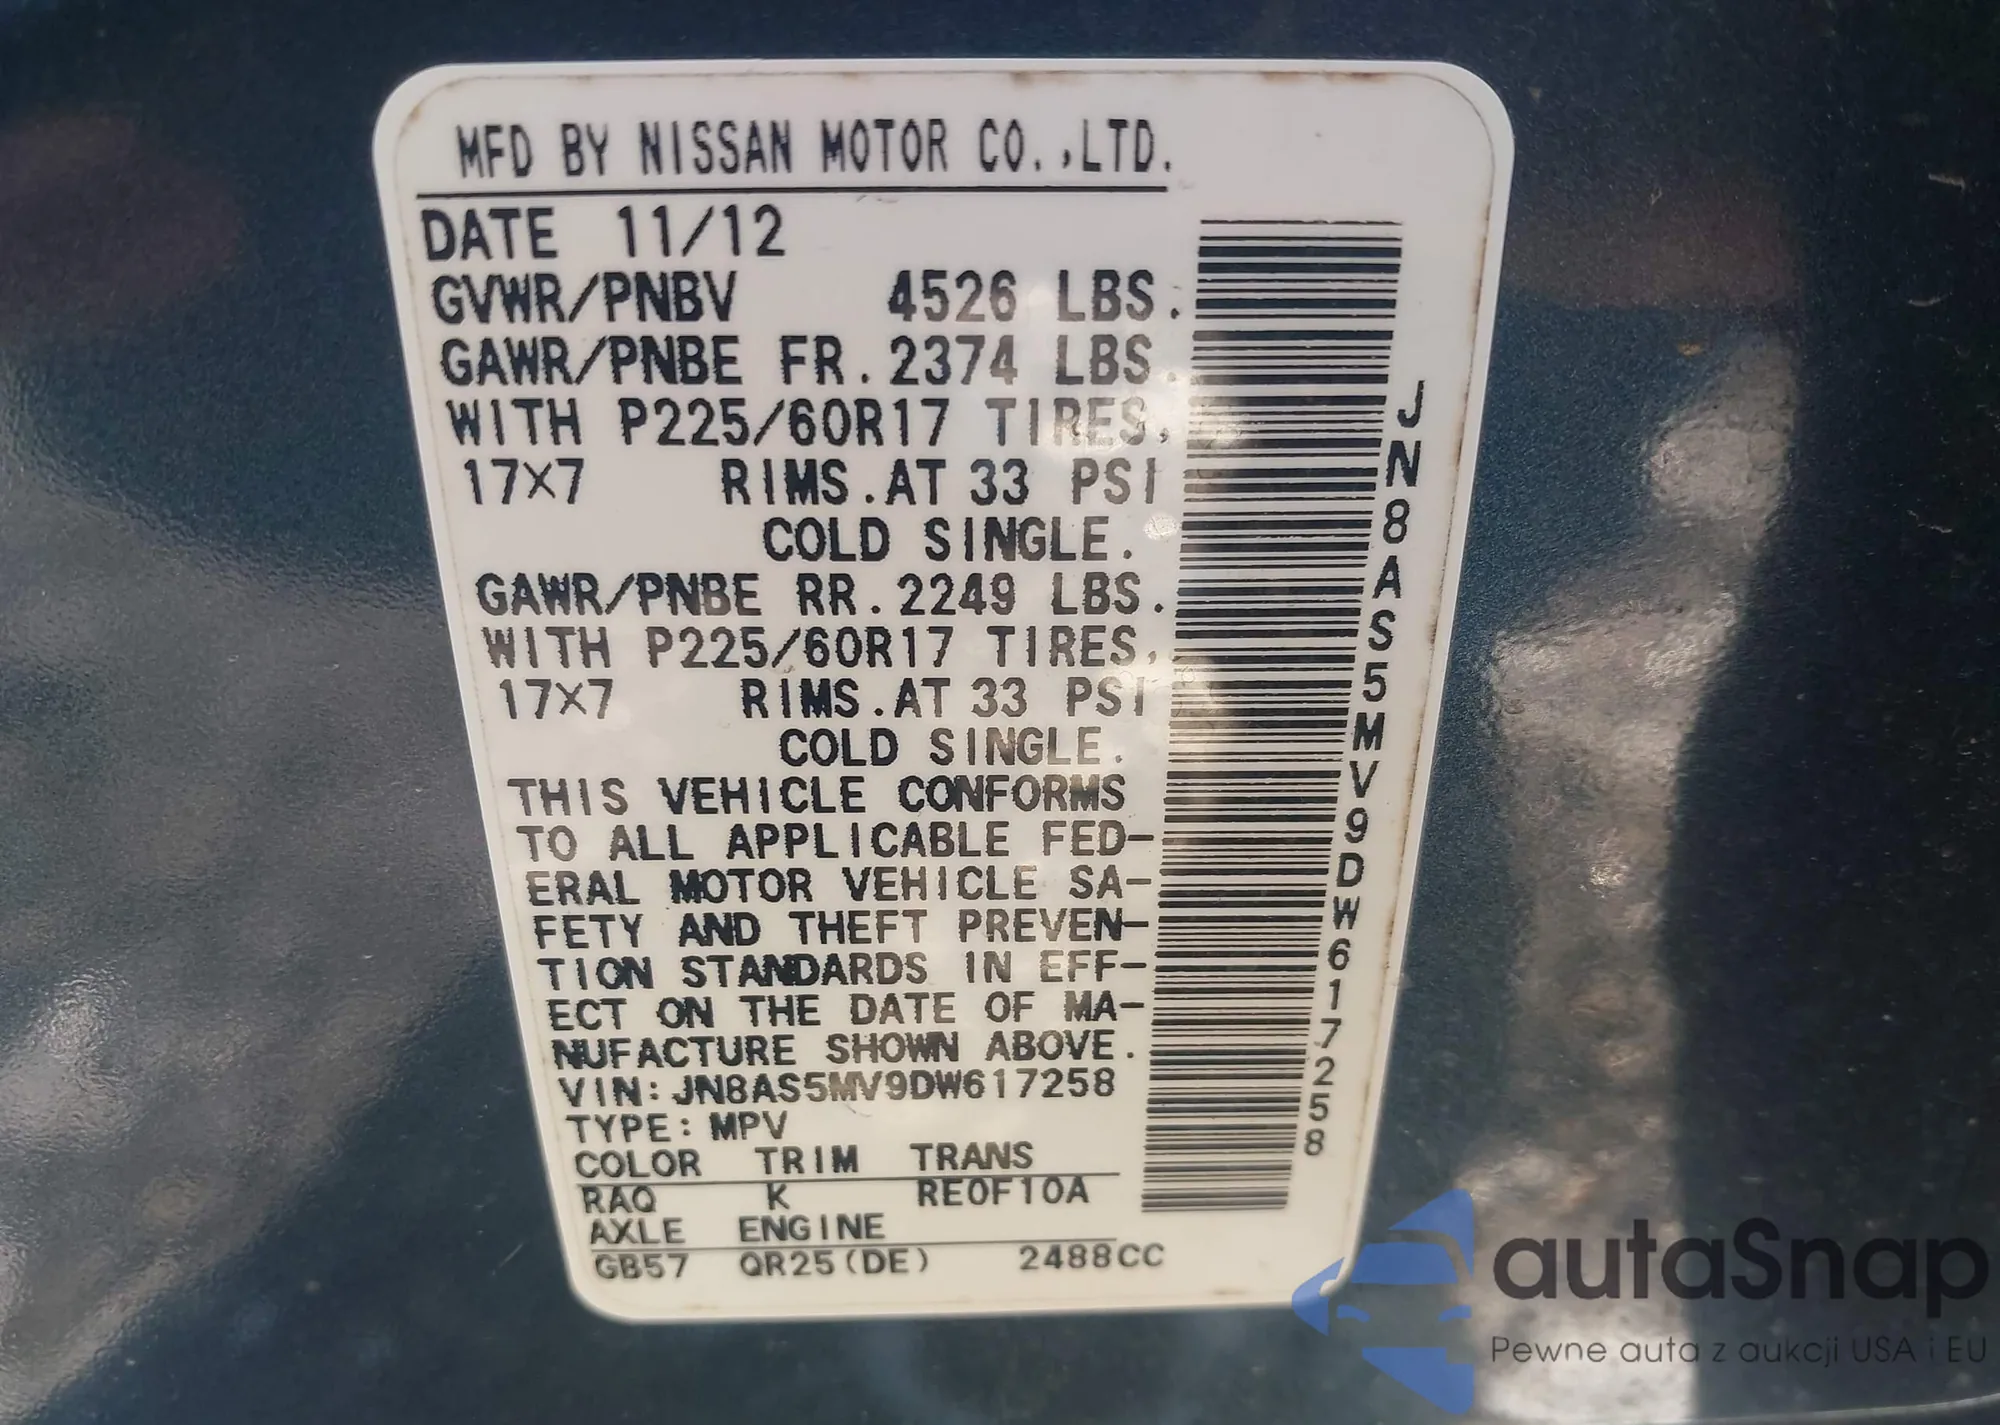 MFD BY NISSAN MOTOR CO.,LTD.
DATE 11/12
GVWR/PNBV 4526 LBS.
GAWR/PNBE FR.2374 LBS.
WITH P225/60R17 TIRES,
17X7 RIMS.AT 33 PSI
COLD SINGLE.
GAWR/PNBE RR.2249 LBS.
WITH P225/60R17 TIRES,
17X7 RIMS.AT 33 PSI
COLD SINGLE.
THIS VEHICLE CONFORMS
TO ALL APPLICABLE FED-
ERAL MOTOR VEHICLE SA-
FETY AND THEFT PREVEN-
TION STANDARDS IN EFF-
ECT ON THE DATE OF MA-
NUFACTURE SHOWN ABOVE.
VIN:JN8AS5MV9DW617258
TYPE:MPV
COLOR TRIM TRANS
RAQ K RE0F10A
AXLE ENGINE
GB57 QR25(DE) 2488CC
JN8AS5MV9DW617258
autaSnap
Pewne auta z aukcji USA i EU